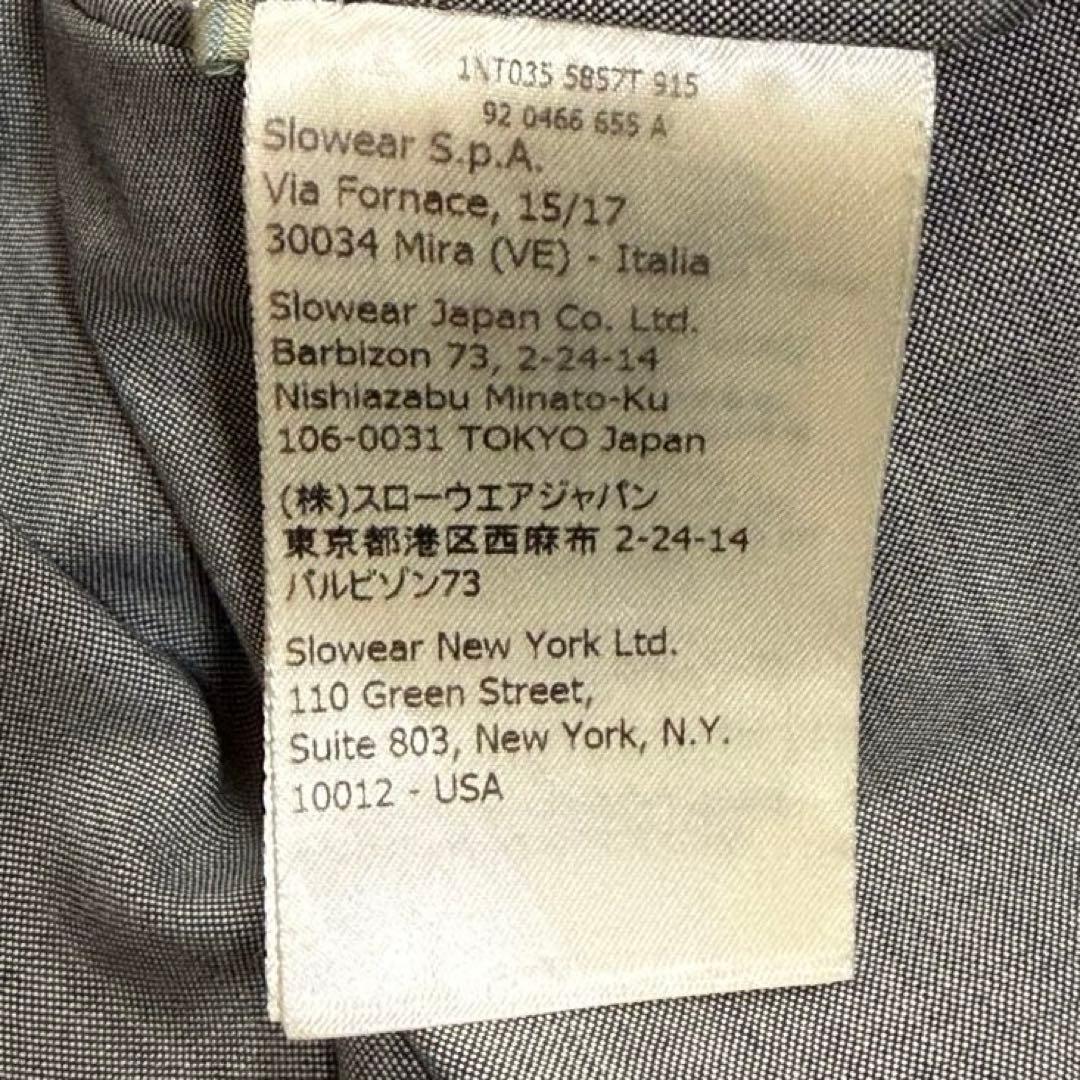 1NT035 5857T 915
92 0466 655 A
Slowear S.p.A.
Via Fornace, 15/17
30034 Mira (VE) - Italia
Slowear Japan Co. Ltd.
Barbizon 73, 2-24-14
Nishiazabu Minato-Ku
106-0031 TOKYO Japan
(株)スローウエアジャパン
東京都港区西麻布 2-24-14
バルビゾン73
Slowear New York Ltd.
110 Green Street,
Suite 803, New York, N.Y.
10012 - USA